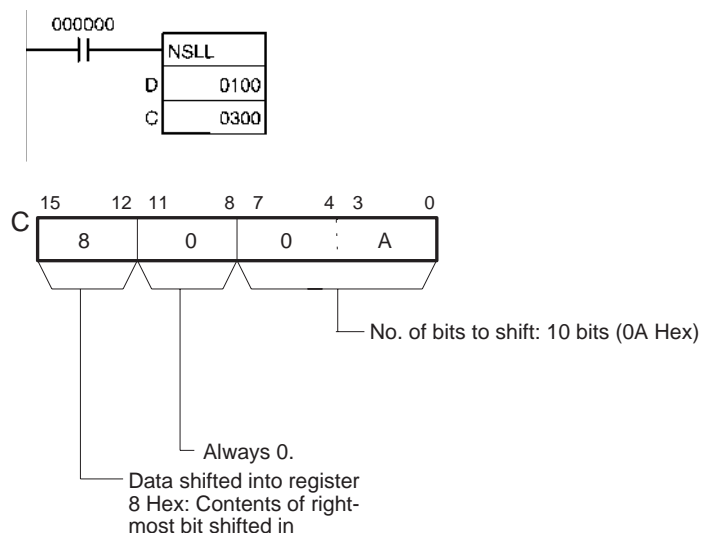 000000
NSLL
D 0100
C 0300
15 12 11 8 7 4 3 0
C 8 0 0 A
No. of bits to shift: 10 bits (0A Hex)
Always 0.
Data shifted into register
8 Hex: Contents of right-
most bit shifted in